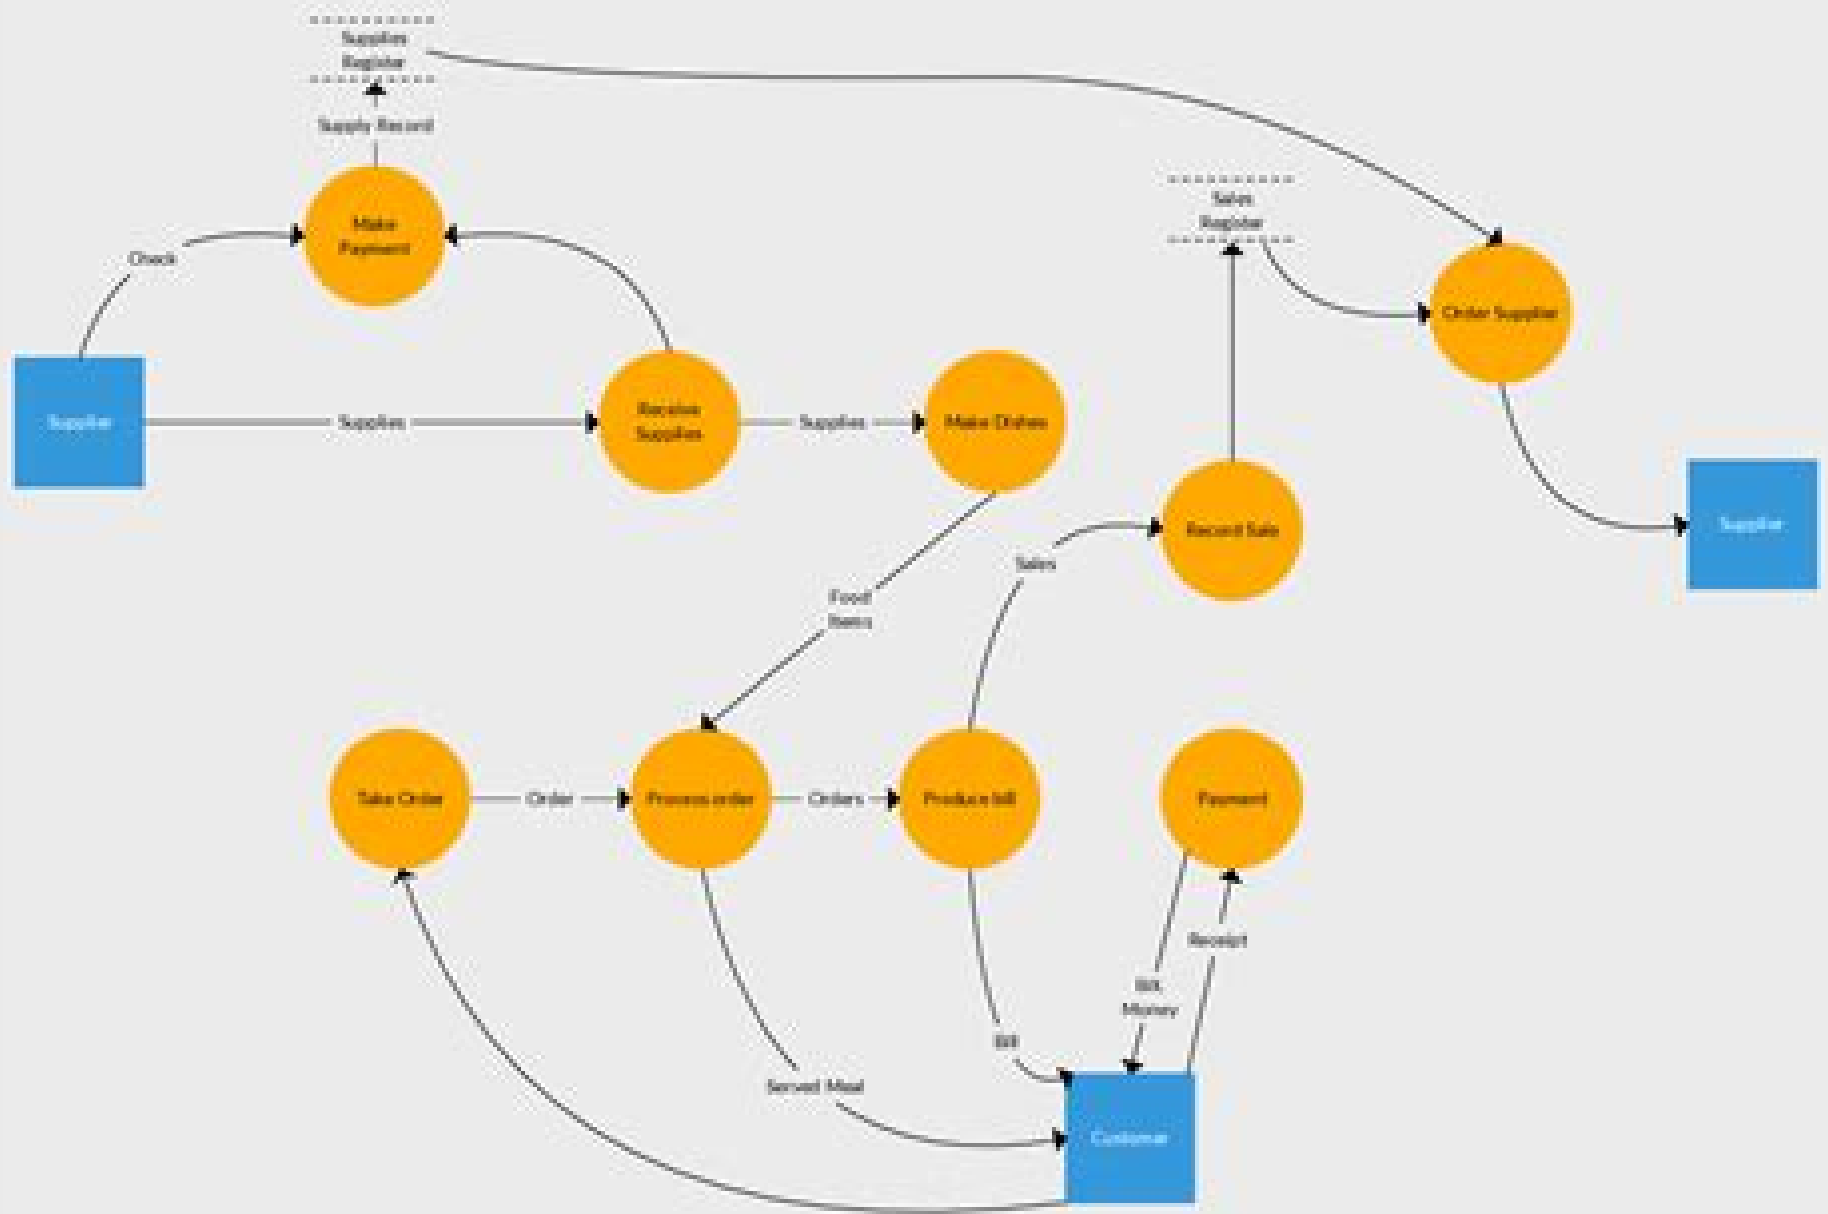 Supplies
Register
Supply Record
Make
Payment
Check
Sales
Register
Order Supplier
Supplier
Supplies
Receive
Supplies
Supplies
Make Dishes
Record Sale
Supplier
Sales
Food
Items
Take Order
Order
Process order
Orders
Produce bill
Payment
Receipt
Bill
Money
Bill
Served Meal
Customer